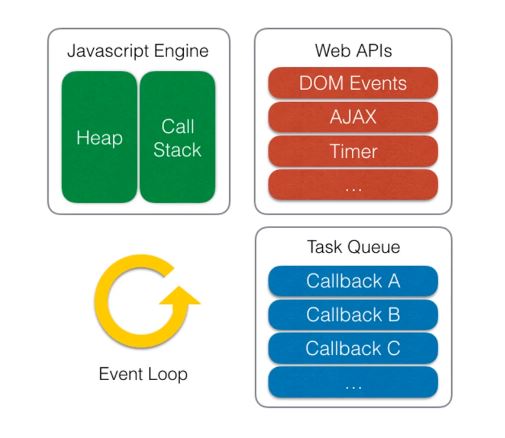 Javascript Engine
Heap
Call
Stack
Web APIs
DOM Events
AJAX
Timer
...
Event Loop
Task Queue
Callback A
Callback B
Callback C
...